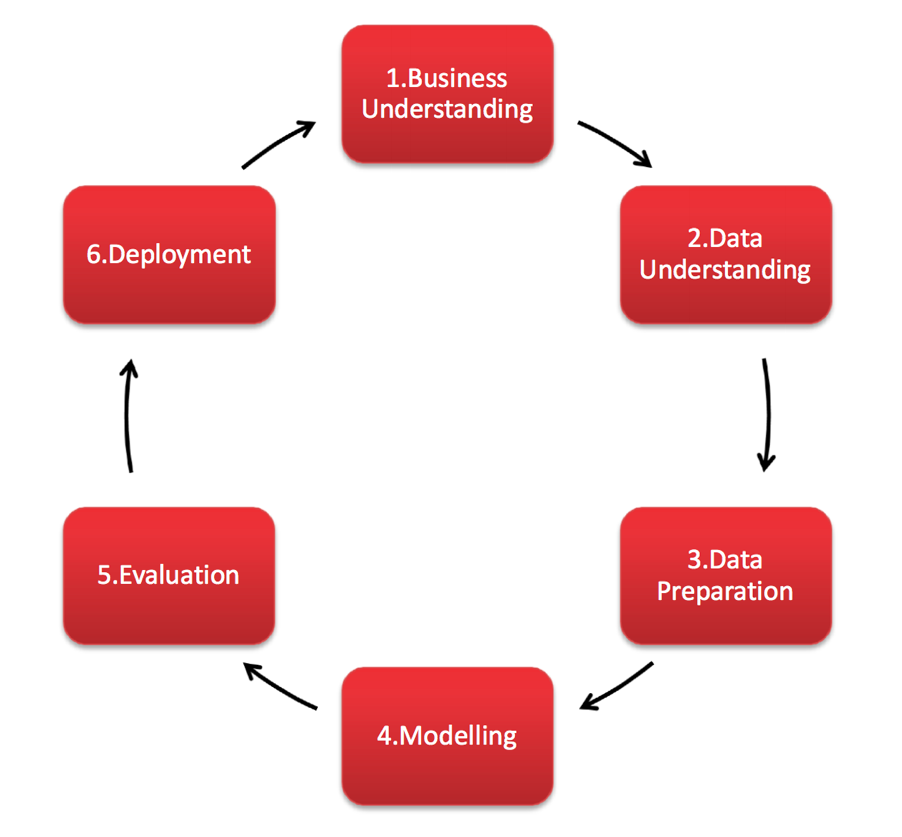 1.Business
Understanding
2.Data
Understanding
3.Data
Preparation
4.Modelling
5.Evaluation
6.Deployment